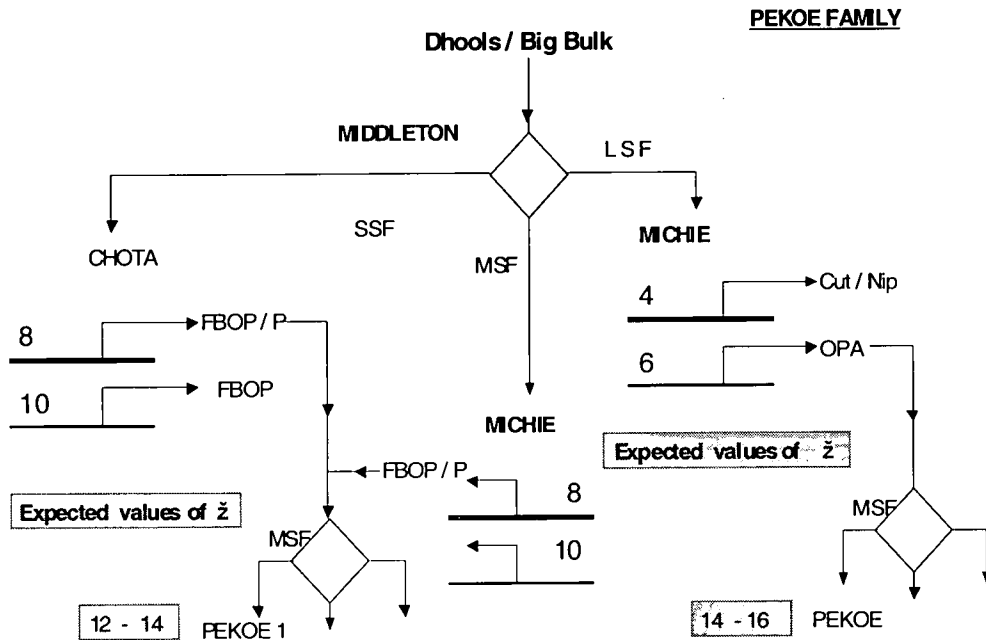 PEKOE FAMILY
Dhools / Big Bulk
MIDDLETON
LSF
SSF
MSF
CHOTA
MICHIE
4
Cut / Nip
8
FBOP / P
6
OPA
10
FBOP
MICHIE
Expected values of ž
FBOP / P
8
Expected values of ž
10
MSF
MSF
12 - 14
PEKOE 1
14 - 16
PEKOE